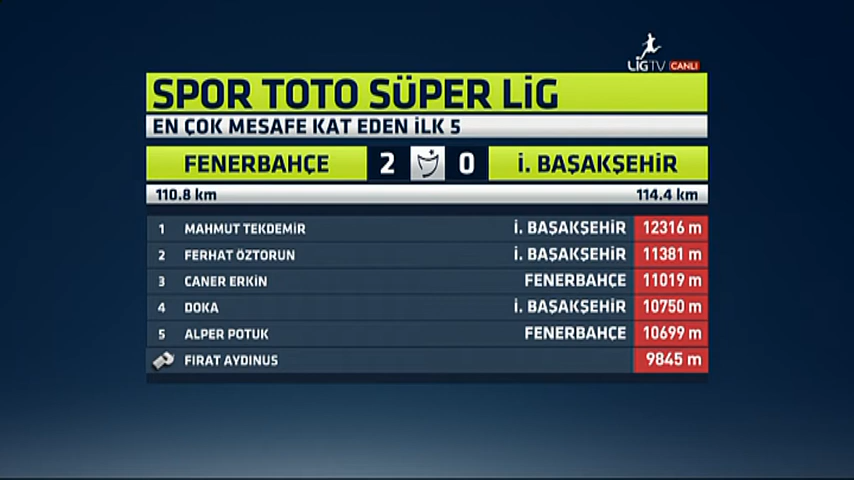 LİGTV CANLI
SPOR TOTO SÜPER LİG
EN ÇOK MESAFE KAT EDEN İLK 5
FENERBAHÇE 2 0 İ. BAŞAKŞEHİR
110.8 km 114.4 km
1 MAHMUT TEKDEMİR İ. BAŞAKŞEHİR 12316 m
2 FERHAT ÖZTORUN İ. BAŞAKŞEHİR 11381 m
3 CANER ERKİN FENERBAHÇE 11019 m
4 DOKA İ. BAŞAKŞEHİR 10750 m
5 ALPER POTUK FENERBAHÇE 10699 m
FIRAT AYDINUS 9845 m